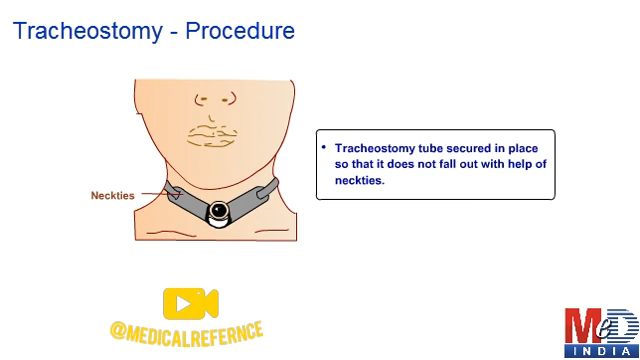 Tracheostomy - Procedure
• Tracheostomy tube secured in place
so that it does not fall out with help of
neckties.
Neckties
@MEDICALREFERNCE
MeD
INDIA